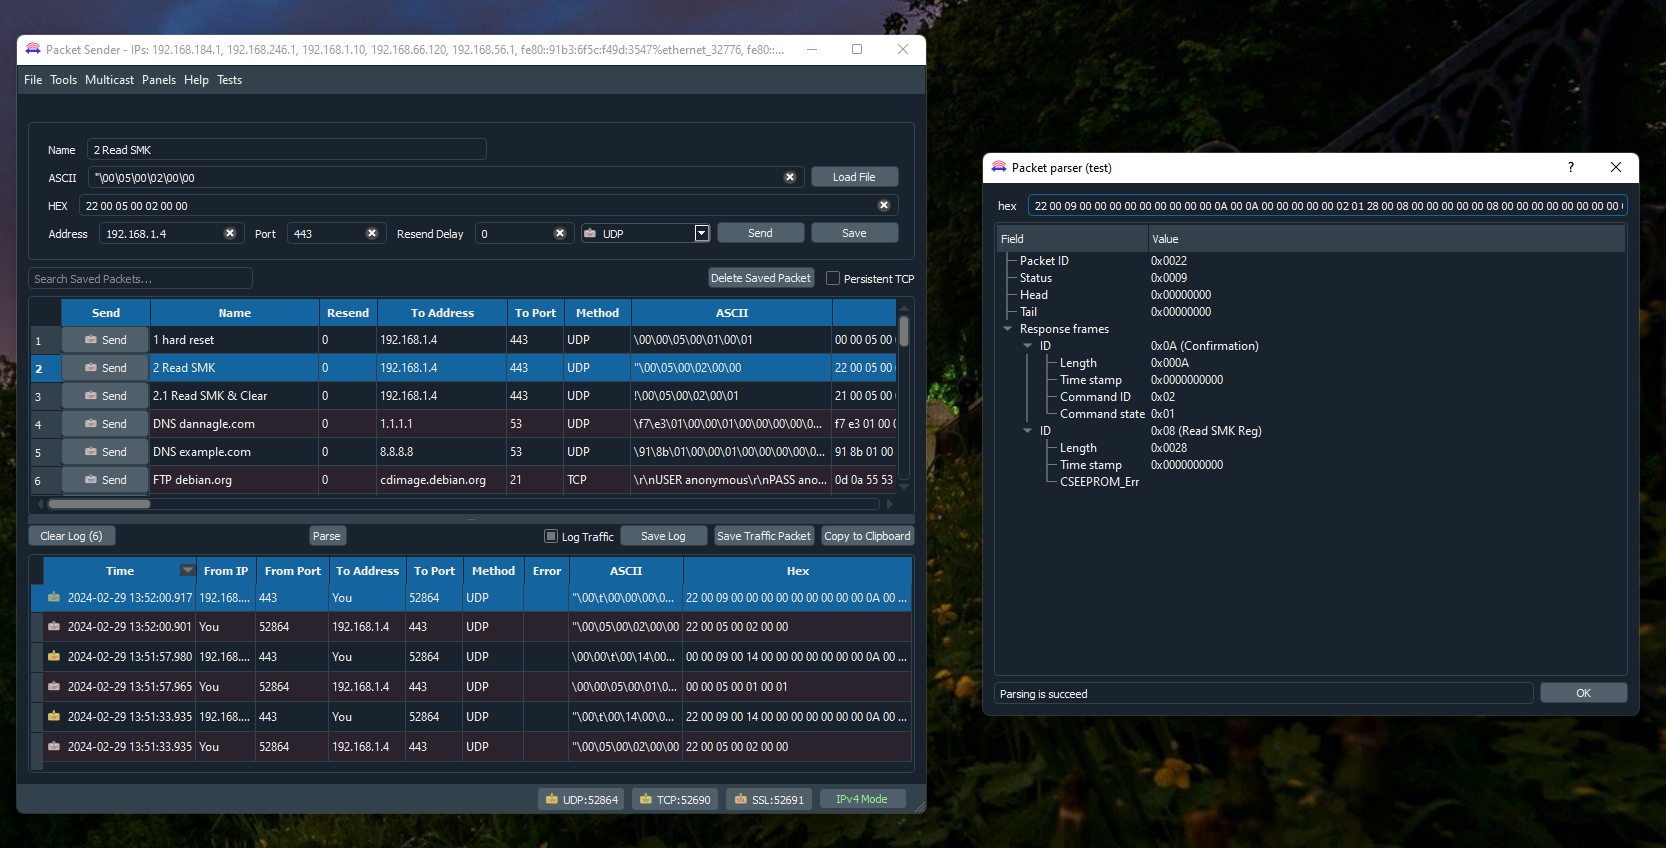 Packet Sender - IPs: 192.168.184.1, 192.168.246.1, 192.168.1.10, 192.168.66.120, 192.168.56.1, fe80::91b3:6f5c:f49d:3547%ethernet_32776, fe80::...
File Tools Multicast Panels Help Tests
Name 2 Read SMK
ASCII "\00\05\00\02\00\00 Load File
HEX 22 00 05 00 02 00 00
Address 192.168.1.4 Port 443 Resend Delay 0 UDP Send Save
Search Saved Packets... Delete Saved Packet Persistent TCP
Send Name Resend To Address To Port Method ASCII
1 Send 1 hard reset 0 192.168.1.4 443 UDP \00\00\05\00\01\00\01 00 00 05 00
2 Send 2 Read SMK 0 192.168.1.4 443 UDP "\00\05\00\02\00\00 22 00 05 00
3 Send 2.1 Read SMK & Clear 0 192.168.1.4 443 UDP !\00\05\00\02\00\01 21 00 05 00
4 Send DNS dannagle.com 0 1.1.1.1 53 UDP \f7\e3\01\00\00\01\00\00\00\00\0... f7 e3 01 00
5 Send DNS example.com 0 8.8.8.8 53 UDP \91\8b\01\00\00\01\00\00\00\00\0... 91 8b 01 00
6 Send FTP debian.org 0 cdimage.debian.org 21 TCP \r\nUSER anonymous\r\nPASS ano... 0d 0a 55 53
Clear Log (6) Parse Log Traffic Save Log Save Traffic Packet Copy to Clipboard
Time From IP From Port To Address To Port Method Error ASCII Hex
2024-02-29 13:52:00.917 192.168.... 443 You 52864 UDP "\00\t\00\00\00\0... 22 00 09 00 00 00 00 00 00 00 00 00 0A 00 ...
2024-02-29 13:52:00.901 You 52864 192.168.1.4 443 UDP "\00\05\00\02\00\00 22 00 05 00 02 00 00
2024-02-29 13:51:57.980 192.168.... 443 You 52864 UDP \00\00\t\00\14\00... 00 00 09 00 14 00 00 00 00 00 00 00 0A 00 ...
2024-02-29 13:51:57.965 You 52864 192.168.1.4 443 UDP \00\00\05\00\01\0... 00 00 05 00 01 00 01
2024-02-29 13:51:33.935 192.168.... 443 You 52864 UDP "\00\t\00\14\00\0... 22 00 09 00 14 00 00 00 00 00 00 00 0A 00 ...
2024-02-29 13:51:33.935 You 52864 192.168.1.4 443 UDP "\00\05\00\02\00\00 22 00 05 00 02 00 00
UDP:52864 TCP:52690 SSL:52691 IPv4 Mode
Packet parser (test)
hex 22 00 09 00 00 00 00 00 00 00 00 00 0A 00 0A 00 00 00 00 00 02 01 28 00 08 00 00 00 00 00 08 00 00 00 00 00 00 00 00
Field Value
Packet ID 0x0022
Status 0x0009
Head 0x00000000
Tail 0x00000000
Response frames
ID 0x0A (Confirmation)
Length 0x000A
Time stamp 0x0000000000
Command ID 0x02
Command state 0x01
ID 0x08 (Read SMK Reg)
Length 0x0028
Time stamp 0x0000000000
CSEEPROM_Err
Parsing is succeed OK